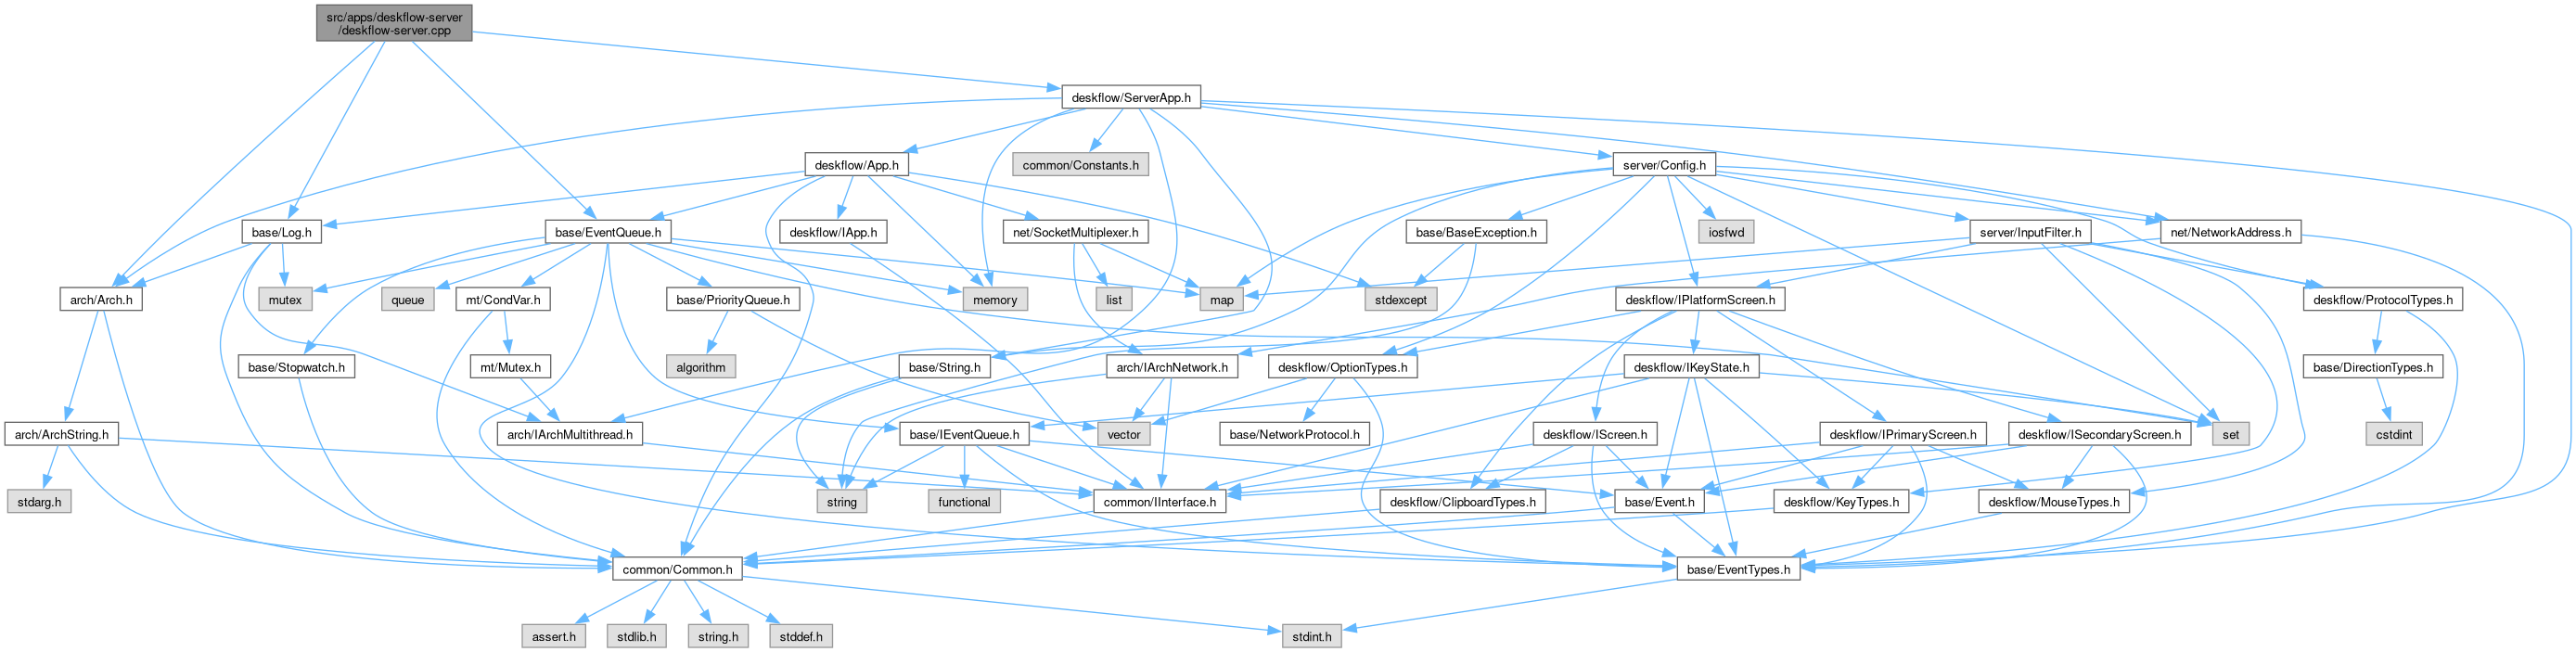 src/apps/deskflow-server
/deskflow-server.cpp
deskflow/ServerApp.h
deskflow/App.h
common/Constants.h
server/Config.h
base/Log.h
base/EventQueue.h
deskflow/IApp.h
net/SocketMultiplexer.h
base/BaseException.h
iosfwd
server/InputFilter.h
net/NetworkAddress.h
arch/Arch.h
mutex
queue
mt/CondVar.h
base/PriorityQueue.h
memory
list
map
stdexcept
deskflow/IPlatformScreen.h
deskflow/ProtocolTypes.h
base/Stopwatch.h
mt/Mutex.h
algorithm
base/String.h
arch/IArchNetwork.h
deskflow/OptionTypes.h
deskflow/IKeyState.h
base/DirectionTypes.h
arch/ArchString.h
arch/IArchMultithread.h
base/IEventQueue.h
vector
base/NetworkProtocol.h
deskflow/IScreen.h
deskflow/IPrimaryScreen.h
deskflow/ISecondaryScreen.h
set
cstdint
stdarg.h
string
functional
common/IInterface.h
deskflow/ClipboardTypes.h
base/Event.h
deskflow/KeyTypes.h
deskflow/MouseTypes.h
common/Common.h
base/EventTypes.h
assert.h
stdlib.h
string.h
stddef.h
stdint.h